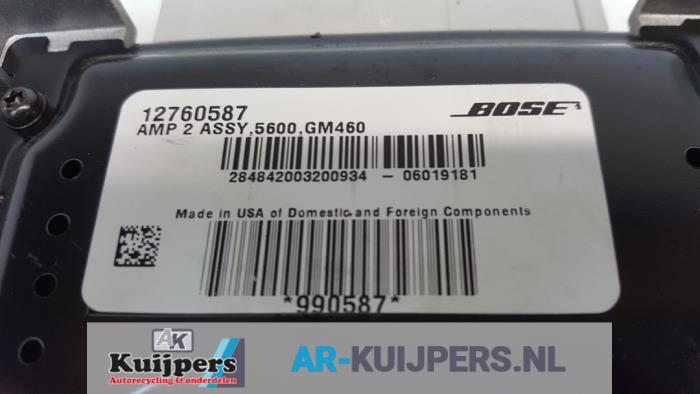 12760587
BOSE
AMP 2 ASSY,5600,GM460
284842003200934 - 06019181
Made in USA of Domestic and Foreign Components
*990587*
AK
Kuijpers
Autorecycling & onderdelen
AR-KUIJPERS.NL